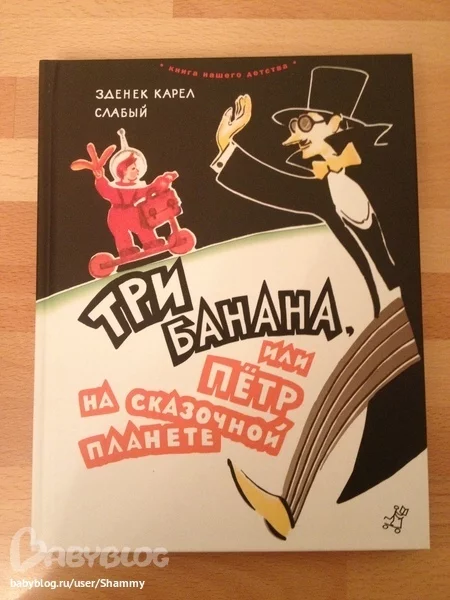 • книга нашего детства •
ЗДЕНЕК КАРЕЛ
СЛАБЫЙ
ТРИ
БАНАНА,
ИЛИ
ПЁТР
НА СКАЗОЧНОЙ
ПЛАНЕТЕ
BABYBLOG
babyblog.ru/user/Shammy